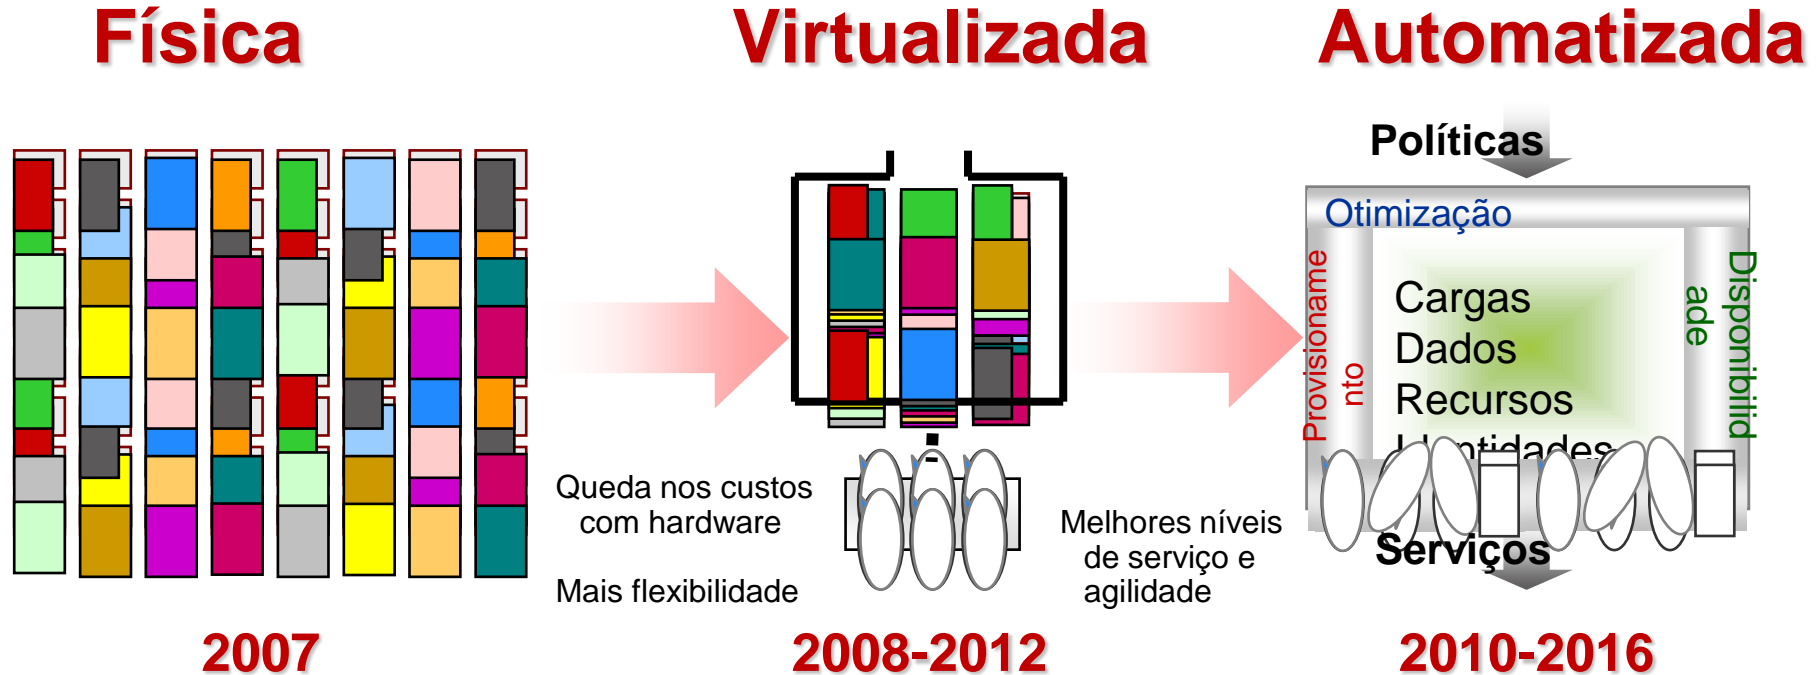 Física
Virtualizada
Automatizada
Políticas
Otimização
Provisioname
nto
Disponibilid
ade
Cargas
Dados
Recursos
Identidades
Queda nos custos
com hardware
Mais flexibilidade
Melhores níveis
de serviço e
agilidade
Serviços
2007
2008-2012
2010-2016